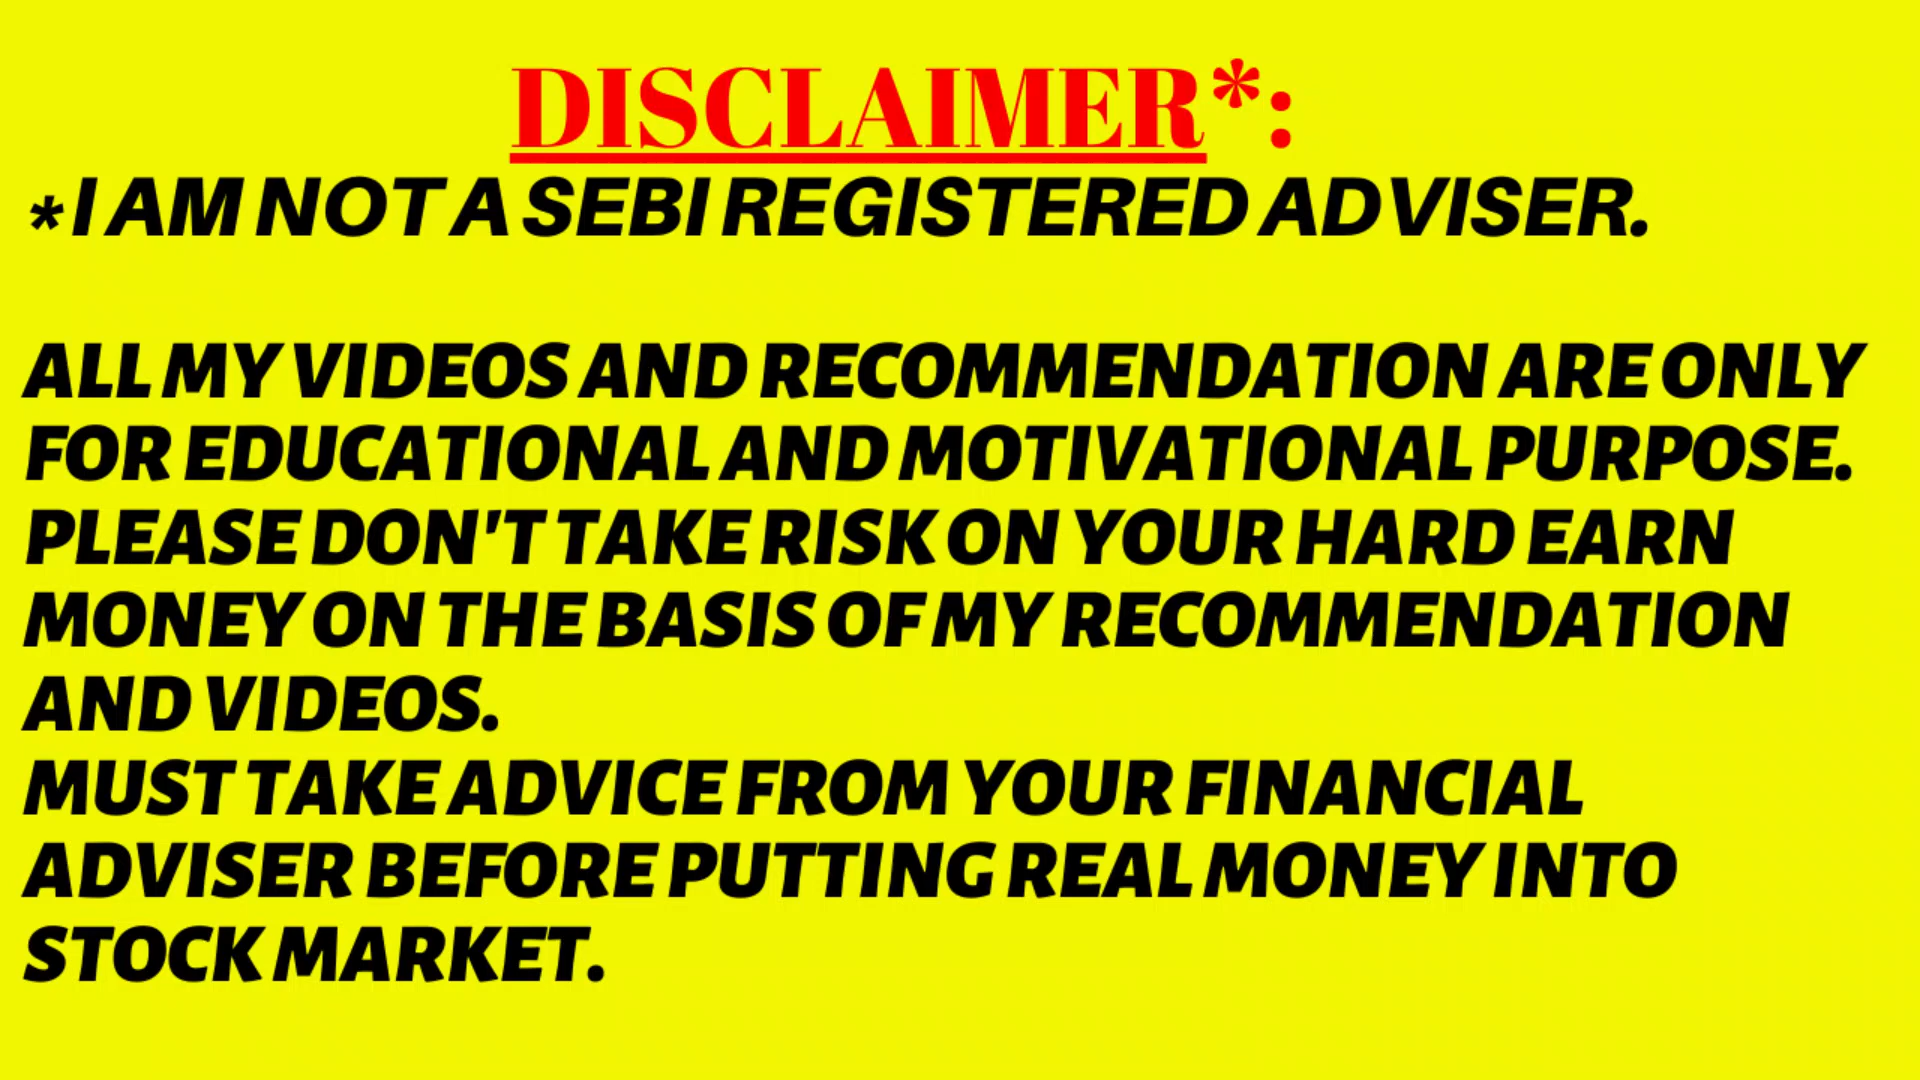 DISCLAIMER*:
*I AM NOT A SEBI REGISTERED ADVISER.
ALL MY VIDEOS AND RECOMMENDATION ARE ONLY
FOR EDUCATIONAL AND MOTIVATIONAL PURPOSE.
PLEASE DON'T TAKE RISK ON YOUR HARD EARN
MONEY ON THE BASIS OF MY RECOMMENDATION
AND VIDEOS.
MUST TAKE ADVICE FROM YOUR FINANCIAL
ADVISER BEFORE PUTTING REAL MONEY INTO
STOCK MARKET.